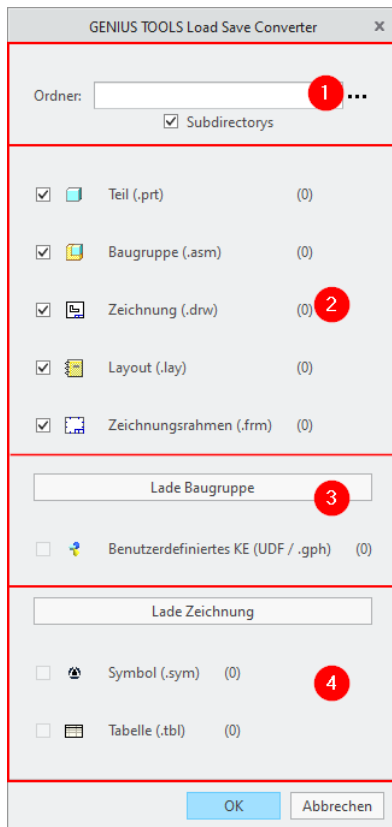 GENIUS TOOLS Load Save Converter x
Ordner: 1 ...
Subdirectorys
Teil (.prt) (0)
Baugruppe (.asm) (0)
Zeichnung (.drw) (0) 2
Layout (.lay) (0)
Zeichnungsrahmen (.frm) (0)
Lade Baugruppe 3
Benutzerdefiniertes KE (UDF / .gph) (0)
Lade Zeichnung
Symbol (.sym) (0) 4
Tabelle (.tbl) (0)
OK Abbrechen